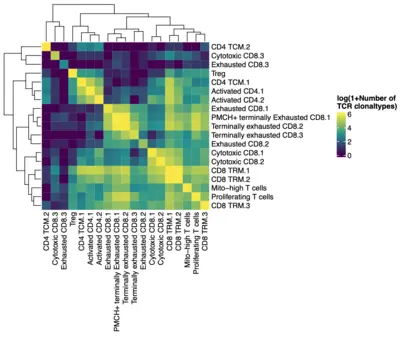 CD4 TCM.2
Cytotoxic CD8.3
Exhausted CD8.3
Treg
CD4 TCM.1
Activated CD4.1
Activated CD4.2
Exhausted CD8.1
PMCH+ terminally Exhausted CD8.1
Terminally exhausted CD8.2
Terminally exhausted CD8.3
Exhausted CD8.2
Cytotoxic CD8.1
Cytotoxic CD8.2
CD8 TRM.1
CD8 TRM.2
Mito-high T cells
Proliferating T cells
CD8 TRM.3
log(1+Number of
TCR clonaltypes)
6
4
2
0
CD4 TCM.2
Cytotoxic CD8.3
Exhausted CD8.3
Treg
CD4 TCM.1
Activated CD4.1
Activated CD4.2
Exhausted CD8.1
PMCH+ terminally Exhausted CD8.1
Terminally exhausted CD8.2
Terminally exhausted CD8.3
Exhausted CD8.2
Cytotoxic CD8.1
Cytotoxic CD8.2
CD8 TRM.1
CD8 TRM.2
Mito-high T cells
Proliferating T cells
CD8 TRM.3